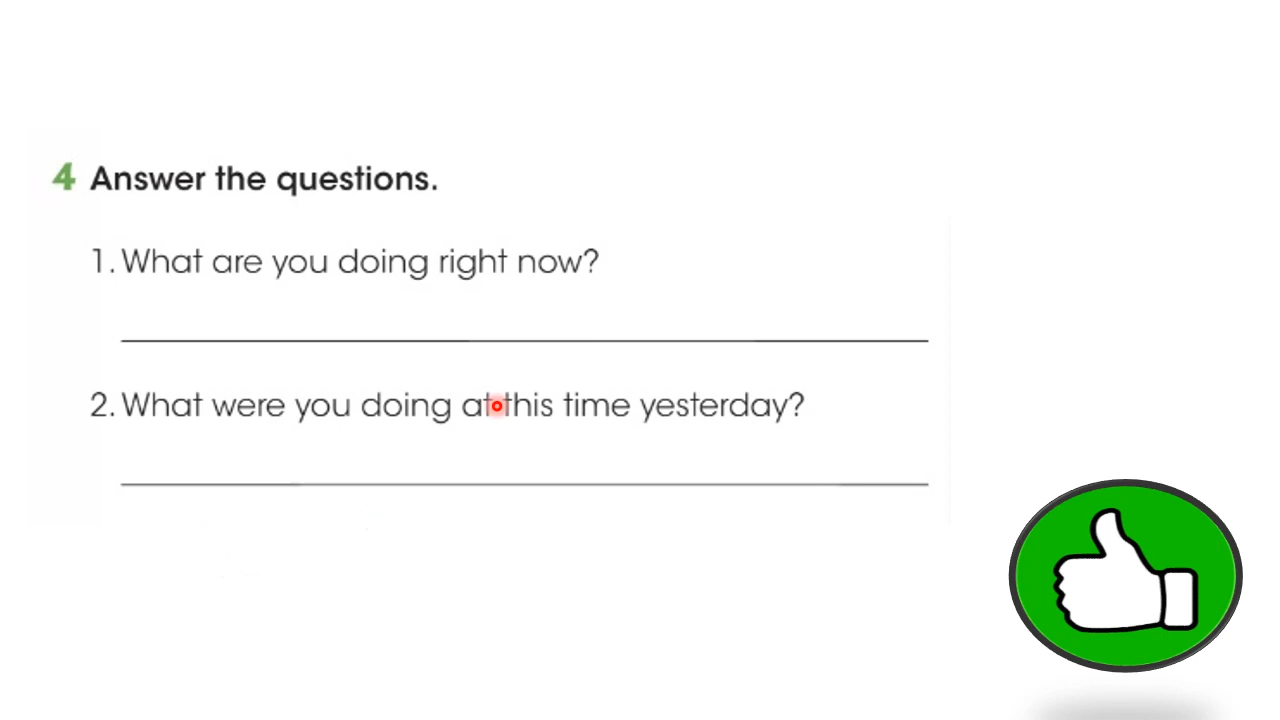 4 Answer the questions.
1. What are you doing right now?
2. What were you doing at this time yesterday?